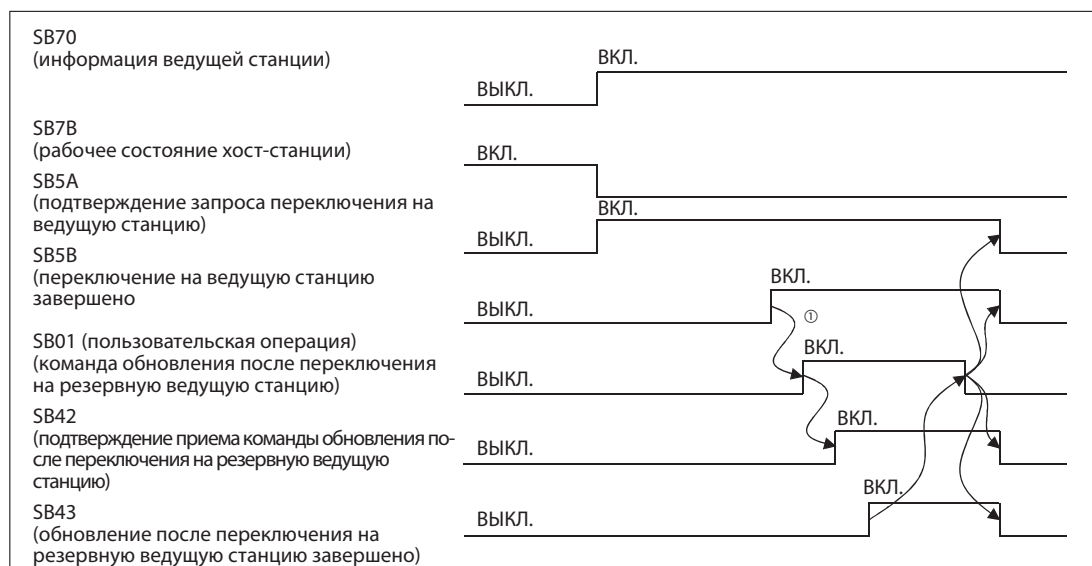 SB70
(информация ведущей станции)
ВКЛ.
ВЫКЛ.
SB7B
(рабочее состояние хост-станции)
ВКЛ.
SB5A
(подтверждение запроса переключения на
ведущую станцию)
ВКЛ.
ВЫКЛ.
SB5B
(переключение на ведущую станцию
завершено
ВКЛ.
ВЫКЛ.
①
SB01 (пользовательская операция)
(команда обновления после переключения
на резервную ведущую станцию)
ВКЛ.
ВЫКЛ.
SB42
(подтверждение приема команды обновления по-
сле переключения на резервную ведущую
станцию)
ВКЛ.
ВЫКЛ.
SB43
(обновление после переключения на
резервную ведущую станцию завершено)
ВКЛ.
ВЫКЛ.